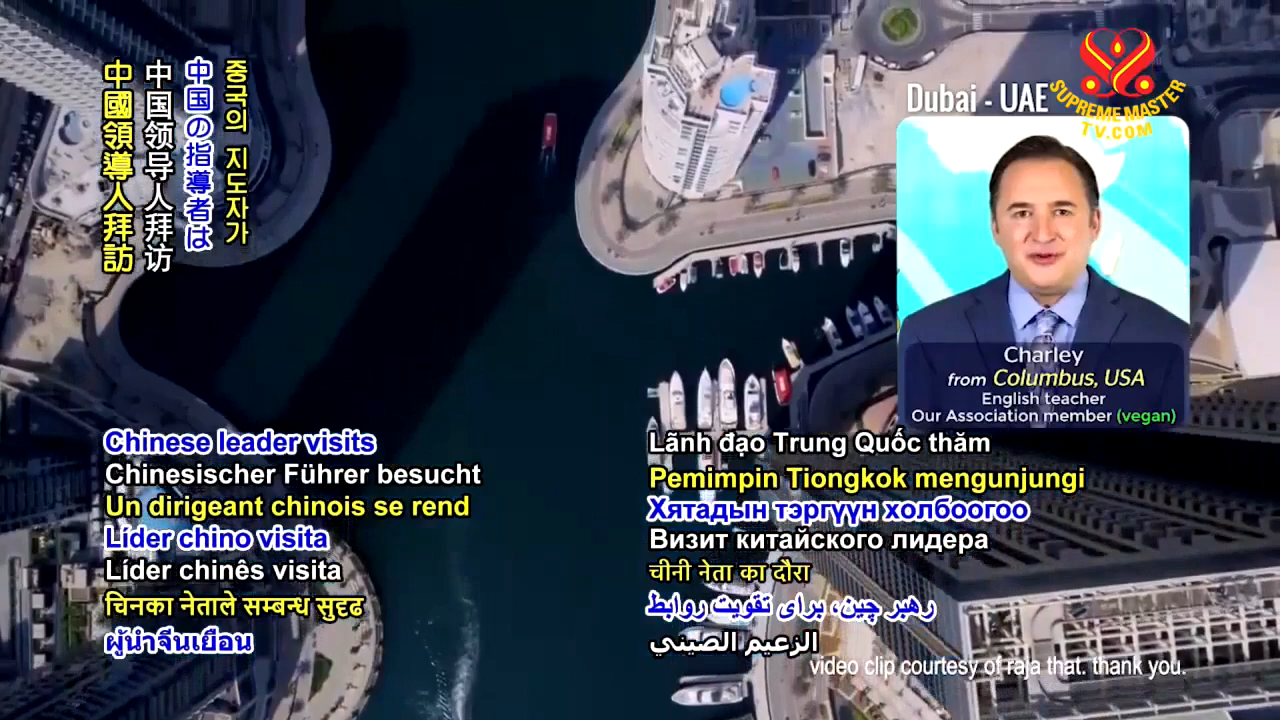 중국의 지도자가
中国の指導者は
中国领导人拜访
中國領導人拜訪
Dubai - UAE
SUPREME MASTER
TV.COM
Charley
from Columbus, USA
English teacher
Our Association member (vegan)
Chinese leader visits
Chinesischer Führer besucht
Un dirigeant chinois se rend
Líder chino visita
Líder chinês visita
चिनका नेताले सम्बन्ध सुदृढ
ผู้นำจีนเยือน
Lãnh đạo Trung Quốc thăm
Pemimpin Tiongkok mengunjungi
Хятадын тэргүүн холбоогоо
Визит китайского лидера
चीनी नेता का दौरा
رهبر چین، برای تقویت روابط
الزعيم الصيني
video clip courtesy of raja that. thank you.